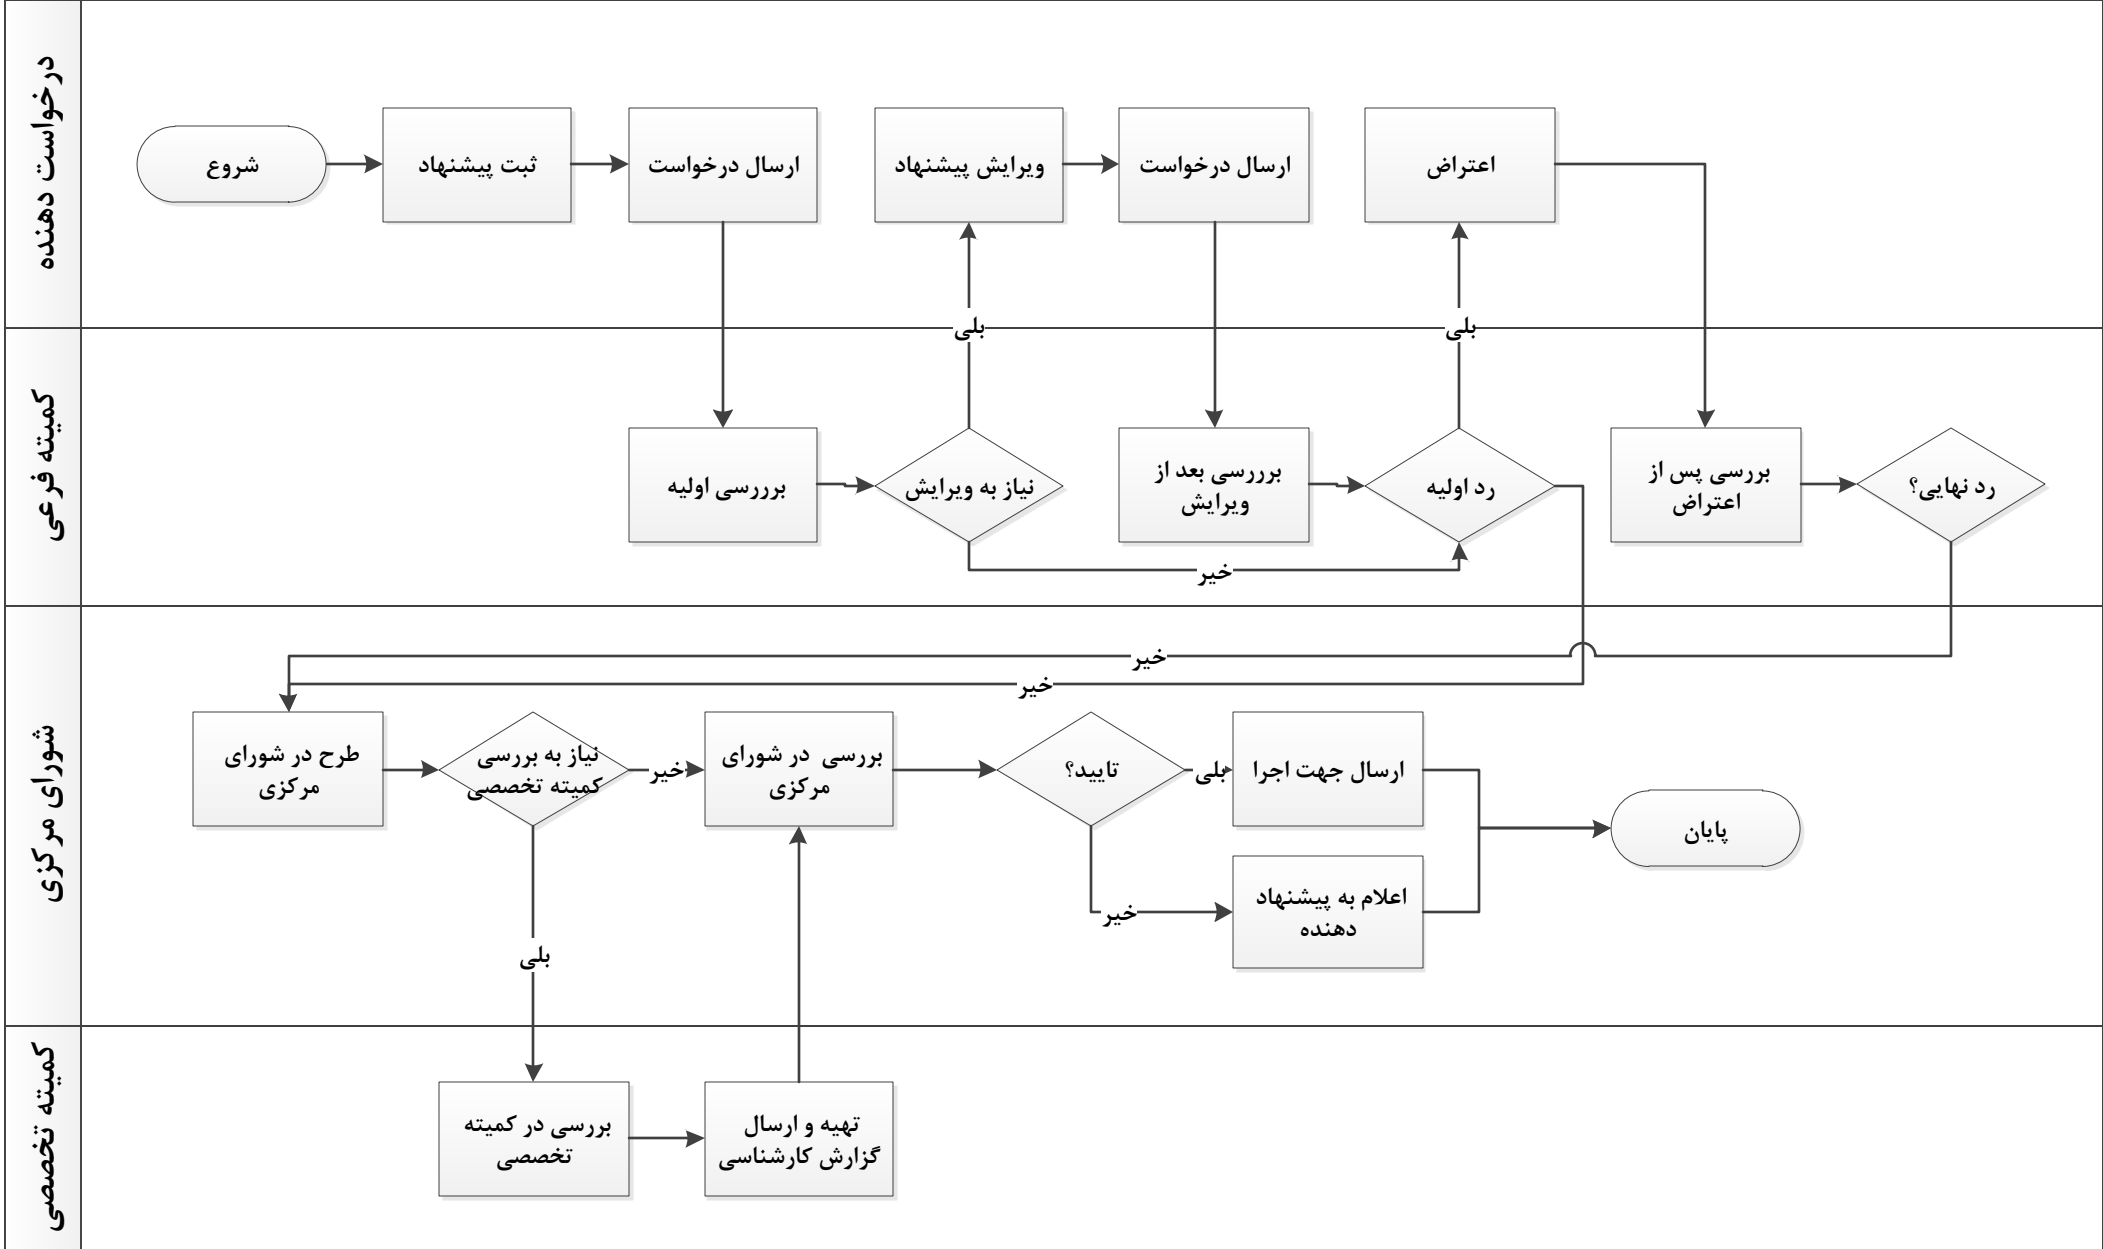 درخواست دهنده
شروع
ثبت پیشنهاد
ارسال درخواست
ویرایش پیشنهاد
ارسال درخواست
اعتراض
بلی
بلی
کمیته فرعی
برررسی اولیه
نیاز به ویرایش
برررسی بعد از
ویرایش
رد اولیه
بررسی پس از
اعتراض
رد نهایی؟
خیر
خیر
خیر
شورای مرکزی
طرح در شورای
مرکزی
نیاز به بررسی
کمیته تخصصی
خیر
بررسی در شورای
مرکزی
تایید؟
بلی
ارسال جهت اجرا
پایان
خیر
اعلام به پیشنهاد
دهنده
بلی
کمیته تخصصی
بررسی در کمیته
تخصصی
تهیه و ارسال
گزارش کارشناسی